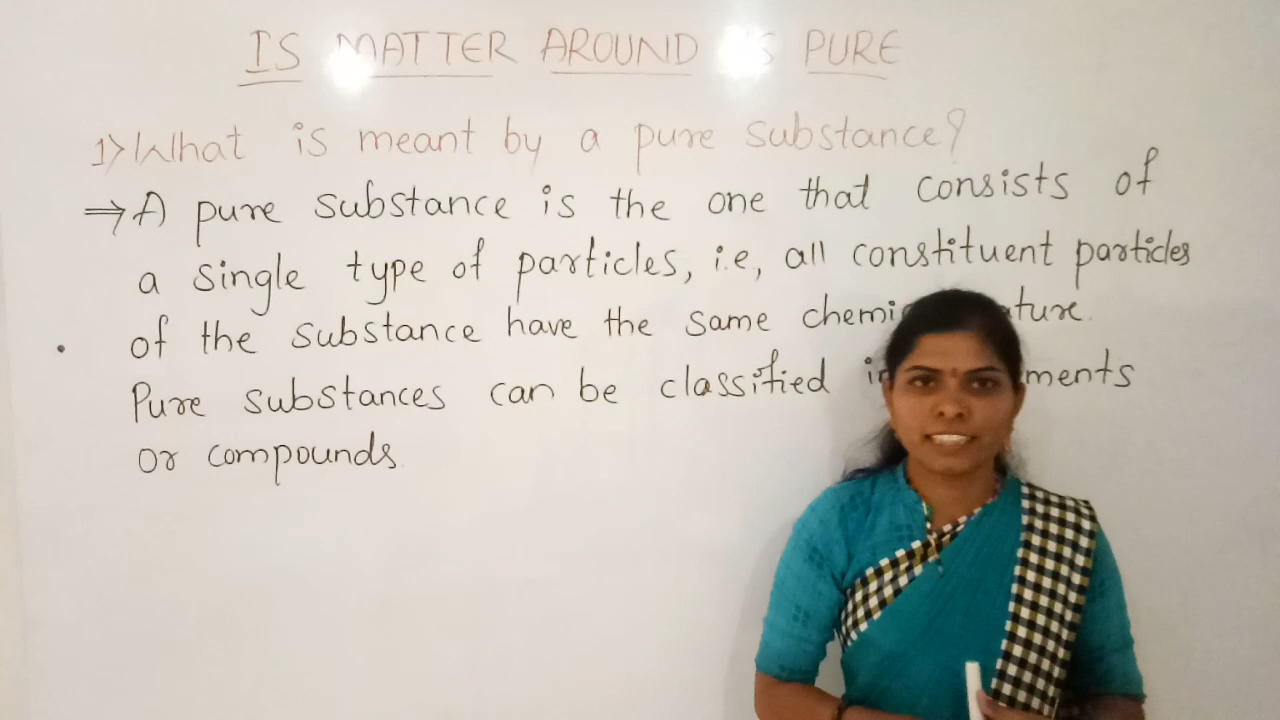 IS MATTER AROUND US PURE
1) What is meant by a pure substance?
⇒ A pure substance is the one that consists of
a single type of particles, i.e, all constituent particles
of the substance have the same
Pure substances can be classified
or compounds.